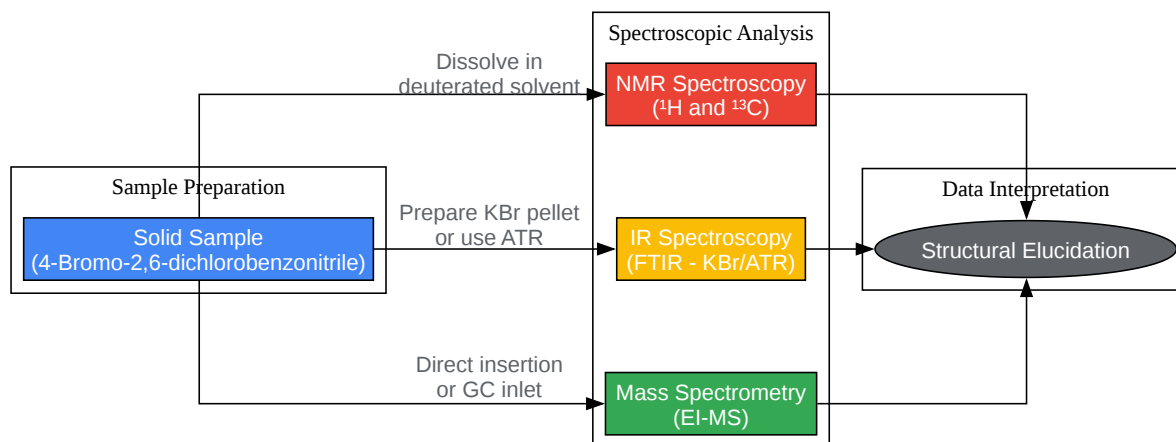 Spectroscopic Analysis
Dissolve in
deuterated solvent
NMR Spectroscopy
(¹H and ¹³C)
Sample Preparation
Data Interpretation
Solid Sample
(4-Bromo-2,6-dichlorobenzonitrile)
Prepare KBr pellet
or use ATR
IR Spectroscopy
(FTIR - KBr/ATR)
Structural Elucidation
Direct insertion
or GC inlet
Mass Spectrometry
(EI-MS)